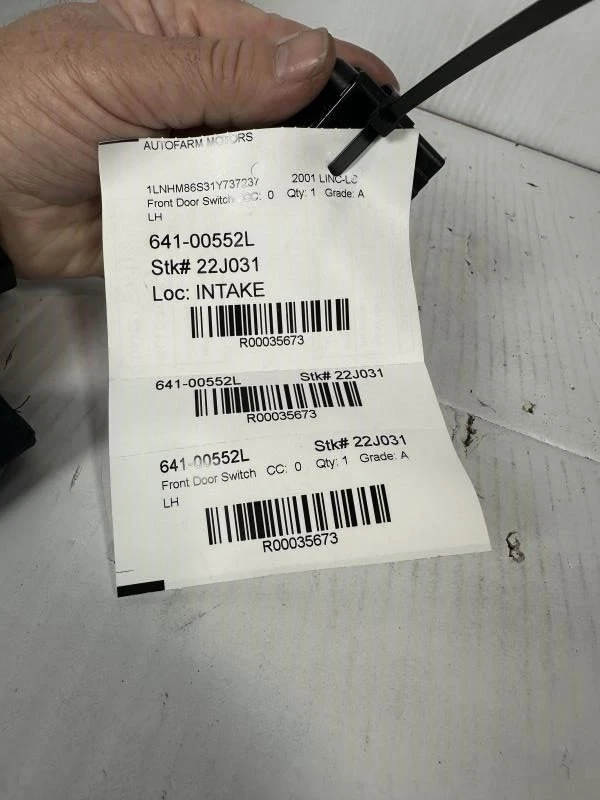 AUTOFARM MOTORS
1LNHM86S31Y737237 2001 LINC-LS
Front Door Switch CC: 0 Qty: 1 Grade: A
LH
641-00552L
Stk# 22J031
Loc: INTAKE
R00035673
641-00552L Stk# 22J031
R00035673
641-00552L Stk# 22J031
Front Door Switch CC: 0 Qty: 1 Grade: A
LH
R00035673